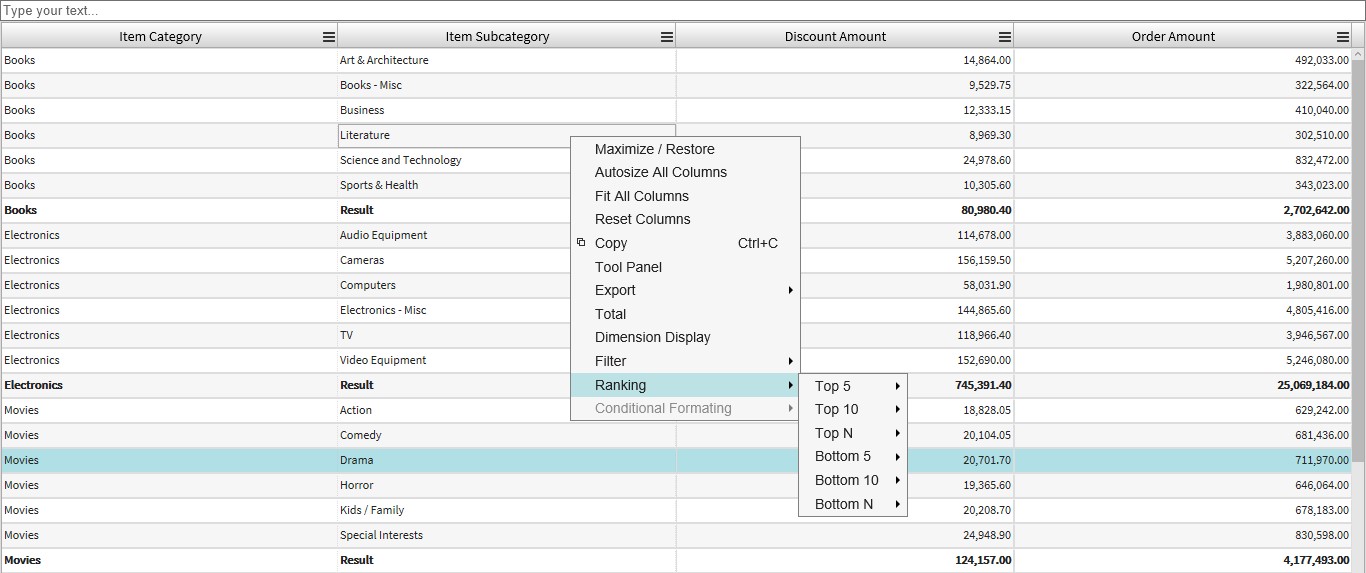 Type your text...
Item Category Item Subcategory Discount Amount Order Amount
Books Art & Architecture 14,864.00 492,033.00
Books Books - Misc 9,529.75 322,564.00
Books Business 12,333.15 410,040.00
Books Literature 8,969.30 302,510.00
Books Science and Technology 24,978.60 832,472.00
Books Sports & Health 10,305.60 343,023.00
Books Result 80,980.40 2,702,642.00
Electronics Audio Equipment 114,678.00 3,883,060.00
Electronics Cameras 156,159.50 5,207,260.00
Electronics Computers 58,031.90 1,980,801.00
Electronics Electronics - Misc 144,865.60 4,805,416.00
Electronics TV 118,966.40 3,946,567.00
Electronics Video Equipment 152,690.00 5,246,080.00
Electronics Result 745,391.40 25,069,184.00
Movies Action 18,828.05 629,242.00
Movies Comedy 20,104.05 681,436.00
Movies Drama 20,701.70 711,970.00
Movies Horror 19,365.60 646,064.00
Movies Kids / Family 20,208.70 678,183.00
Movies Special Interests 24,948.90 830,598.00
Movies Result 124,157.00 4,177,493.00
Maximize / Restore
Autosize All Columns
Fit All Columns
Reset Columns
Copy Ctrl+C
Tool Panel
Export
Total
Dimension Display
Filter
Ranking
Conditional Formating
Top 5
Top 10
Top N
Bottom 5
Bottom 10
Bottom N